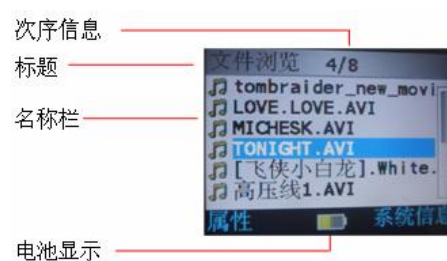 次序信息
标题
文件浏览 4/8
tombraider_new_movi
LOVE.LOVE.AVI
名称栏
MICHESK.AVI
TONIGHT.AVI
[飞侠小白龙].White.
高压线1.AVI
属性 系统信息
电池显示